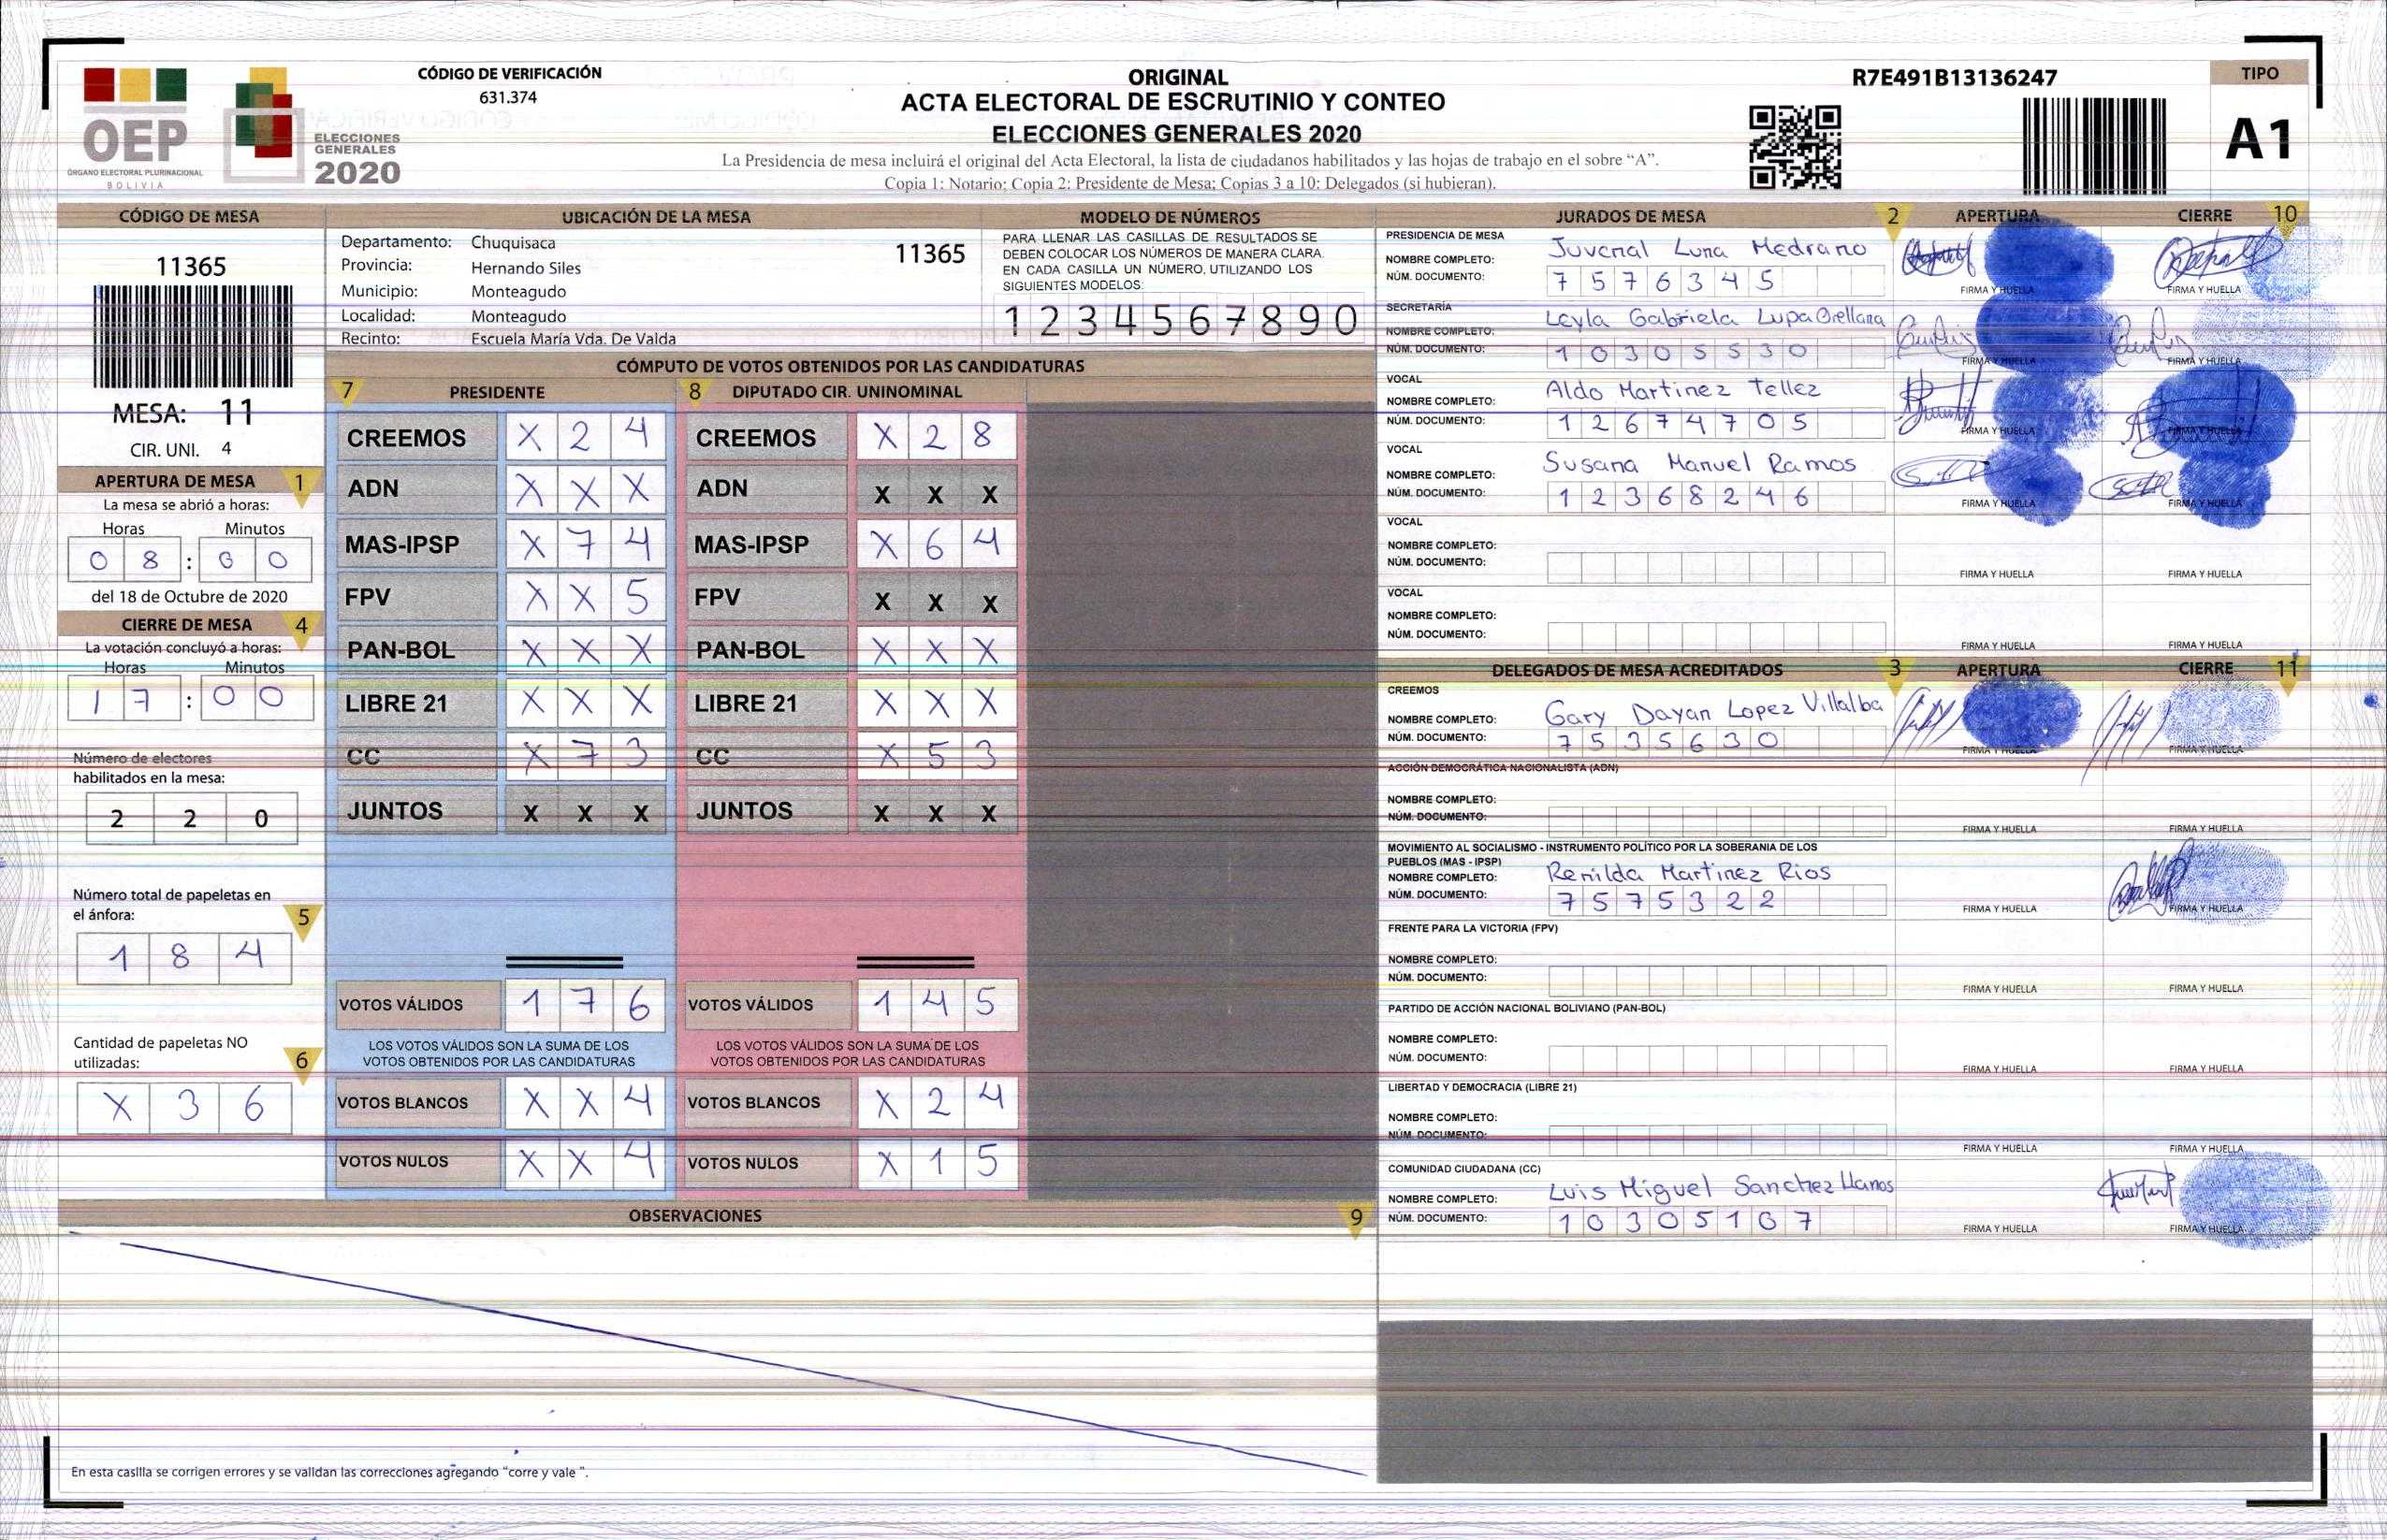 CÓDIGO DE VERIFICACIÓN
631.374
OEP
ÓRGANO ELECTORAL PLURINACIONAL
BOLIVIA
ELECCIONES
GENERALES
2020
ORIGINAL
ACTA ELECTORAL DE ESCRUTINIO Y CONTEO
ELECCIONES GENERALES 2020
La Presidencia de mesa incluirá el original del Acta Electoral, la lista de ciudadanos habilitados y las hojas de trabajo en el sobre “A”.
Copia 1: Notario; Copia 2: Presidente de Mesa; Copias 3 a 10: Delegados (si hubieran).
R7E491B13136247
TIPO
A1
CÓDIGO DE MESA
11365
MESA: 11
CIR. UNI. 4
APERTURA DE MESA 1
La mesa se abrió a horas:
Horas Minutos
0 8 : 0 0
del 18 de Octubre de 2020
CIERRE DE MESA 4
La votación concluyó a horas:
Horas Minutos
1 7 : 0 0
Número de electores
habilitados en la mesa:
2 2 0
Número total de papeletas en
el ánfora: 5
1 8 4
Cantidad de papeletas NO
utilizadas: 6
X 3 6
UBICACIÓN DE LA MESA
Departamento: Chuquisaca 11365
Provincia: Hernando Siles
Municipio: Monteagudo
Localidad: Monteagudo
Recinto: Escuela María Vda. De Valda
MODELO DE NÚMEROS
PARA LLENAR LAS CASILLAS DE RESULTADOS SE
DEBEN COLOCAR LOS NÚMEROS DE MANERA CLARA.
EN CADA CASILLA UN NÚMERO, UTILIZANDO LOS
SIGUIENTES MODELOS:
1 2 3 4 5 6 7 8 9 0
CÓMPUTO DE VOTOS OBTENIDOS POR LAS CANDIDATURAS
7 PRESIDENTE 8 DIPUTADO CIR. UNINOMINAL
CREEMOS X 2 4 CREEMOS X 2 8
ADN X X X ADN X X X
MAS-IPSP X 7 4 MAS-IPSP X 6 4
FPV X X 5 FPV X X X
PAN-BOL X X X PAN-BOL X X X
LIBRE 21 X X X LIBRE 21 X X X
CC X 7 3 CC X 5 3
JUNTOS X X X JUNTOS X X X
VOTOS VÁLIDOS 1 7 6 VOTOS VÁLIDOS 1 4 5
LOS VOTOS VÁLIDOS SON LA SUMA DE LOS LOS VOTOS VÁLIDOS SON LA SUMA DE LOS
VOTOS OBTENIDOS POR LAS CANDIDATURAS VOTOS OBTENIDOS POR LAS CANDIDATURAS
VOTOS BLANCOS X X 4 VOTOS BLANCOS X 2 4
VOTOS NULOS X X 4 VOTOS NULOS X 1 5
OBSERVACIONES 9
En esta casilla se corrigen errores y se validan las correcciones agregando “corre y vale ”.
JURADOS DE MESA 2 APERTURA CIERRE 10
PRESIDENCIA DE MESA
NOMBRE COMPLETO: Juvenal Luna Medrano
NÚM. DOCUMENTO: 7 5 7 6 3 4 5
FIRMA Y HUELLA FIRMA Y HUELLA
SECRETARÍA
NOMBRE COMPLETO: Leyla Gabriela Lupa Orellana
NÚM. DOCUMENTO: 1 0 3 0 5 5 3 0
FIRMA Y HUELLA FIRMA Y HUELLA
VOCAL
NOMBRE COMPLETO: Aldo Martinez Tellez
NÚM. DOCUMENTO: 1 2 6 7 4 7 0 5
FIRMA Y HUELLA FIRMA Y HUELLA
VOCAL
NOMBRE COMPLETO: Susana Manuel Ramos
NÚM. DOCUMENTO: 1 2 3 6 8 2 4 6
FIRMA Y HUELLA FIRMA Y HUELLA
VOCAL
NOMBRE COMPLETO:
NÚM. DOCUMENTO:
FIRMA Y HUELLA FIRMA Y HUELLA
VOCAL
NOMBRE COMPLETO:
NÚM. DOCUMENTO:
FIRMA Y HUELLA FIRMA Y HUELLA
DELEGADOS DE MESA ACREDITADOS 3 APERTURA CIERRE 11
CREEMOS
NOMBRE COMPLETO: Gary Dayan Lopez Villalba
NÚM. DOCUMENTO: 7 5 3 5 6 3 0
FIRMA Y HUELLA FIRMA Y HUELLA
ACCIÓN DEMOCRÁTICA NACIONALISTA (ADN)
NOMBRE COMPLETO:
NÚM. DOCUMENTO:
FIRMA Y HUELLA FIRMA Y HUELLA
MOVIMIENTO AL SOCIALISMO - INSTRUMENTO POLÍTICO POR LA SOBERANIA DE LOS
PUEBLOS (MAS - IPSP)
NOMBRE COMPLETO: Renilda Martinez Rios
NÚM. DOCUMENTO: 7 5 7 5 3 2 2
FIRMA Y HUELLA FIRMA Y HUELLA
FRENTE PARA LA VICTORIA (FPV)
NOMBRE COMPLETO:
NÚM. DOCUMENTO:
FIRMA Y HUELLA FIRMA Y HUELLA
PARTIDO DE ACCIÓN NACIONAL BOLIVIANO (PAN-BOL)
NOMBRE COMPLETO:
NÚM. DOCUMENTO:
FIRMA Y HUELLA FIRMA Y HUELLA
LIBERTAD Y DEMOCRACIA (LIBRE 21)
NOMBRE COMPLETO:
NÚM. DOCUMENTO:
FIRMA Y HUELLA FIRMA Y HUELLA
COMUNIDAD CIUDADANA (CC)
NOMBRE COMPLETO: Luis Miguel Sanchez Llanos
NÚM. DOCUMENTO: 1 0 3 0 5 1 0 7
FIRMA Y HUELLA FIRMA Y HUELLA